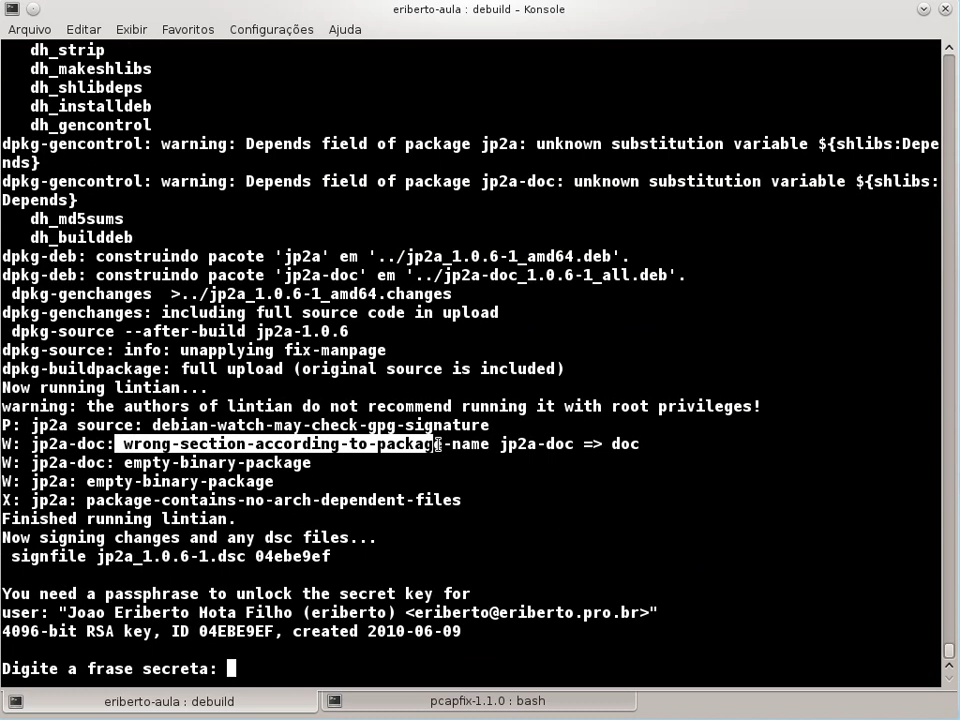 eriberto-aula : debuild – Konsole
Arquivo Editar Exibir Favoritos Configurações Ajuda
dh_strip
dh_makeshlibs
dh_shlibdeps
dh_installdeb
dh_gencontrol
dpkg-gencontrol: warning: Depends field of package jp2a: unknown substitution variable ${shlibs:Depe
nds}
dpkg-gencontrol: warning: Depends field of package jp2a-doc: unknown substitution variable ${shlibs:
Depends}
dh_md5sums
dh_builddeb
dpkg-deb: construindo pacote 'jp2a' em '../jp2a_1.0.6-1_amd64.deb'.
dpkg-deb: construindo pacote 'jp2a-doc' em '../jp2a-doc_1.0.6-1_all.deb'.
dpkg-genchanges >../jp2a_1.0.6-1_amd64.changes
dpkg-genchanges: including full source code in upload
dpkg-source --after-build jp2a-1.0.6
dpkg-source: info: unapplying fix-manpage
dpkg-buildpackage: full upload (original source is included)
Now running lintian...
warning: the authors of lintian do not recommend running it with root privileges!
P: jp2a source: debian-watch-may-check-gpg-signature
W: jp2a-doc: wrong-section-according-to-package-name jp2a-doc => doc
W: jp2a-doc: empty-binary-package
W: jp2a: empty-binary-package
X: jp2a: package-contains-no-arch-dependent-files
Finished running lintian.
Now signing changes and any dsc files...
signfile jp2a_1.0.6-1.dsc 04ebe9ef
You need a passphrase to unlock the secret key for
user: "Joao Eriberto Mota Filho (eriberto) <eriberto@eriberto.pro.br>"
4096-bit RSA key, ID 04EBE9EF, created 2010-06-09
Digite a frase secreta:
eriberto-aula : debuild
pcapfix-1.1.0 : bash